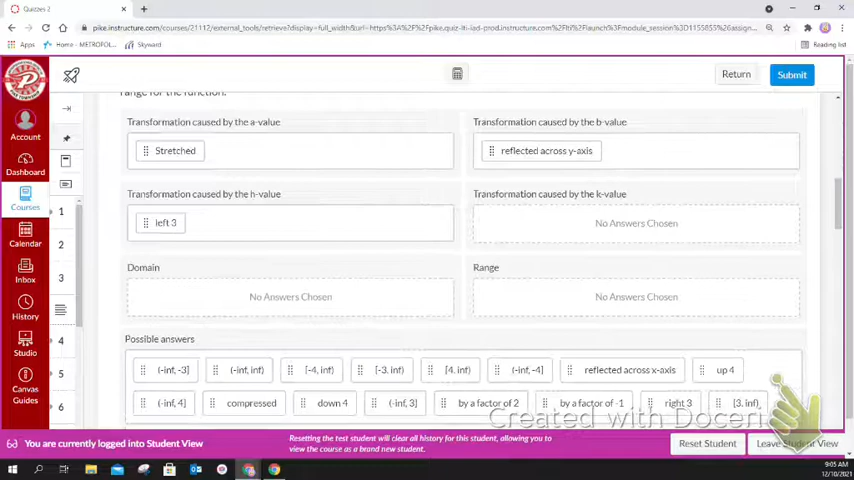 Quizzes 2
pike.instructure.com/courses/21112/external_tools/retrieve?display=full_width&url=https%3A%2F%2Fpike.quiz-lti-iad-prod.instructure.com%2Flti%2Flaunch%3Fmodule_session%3D1155855%26assign...
Apps
Home - METROPOL...
Skyward
Reading list
Return
Submit
range for the function.
Account
Dashboard
Courses
Calendar
Inbox
History
Studio
Canvas
Guides
1
2
3
4
5
6
Transformation caused by the a-value
Transformation caused by the b-value
Stretched
reflected across y-axis
Transformation caused by the h-value
Transformation caused by the k-value
left 3
No Answers Chosen
Domain
Range
No Answers Chosen
No Answers Chosen
Possible answers
(-inf, -3]
(-inf, inf)
[-4, inf)
[-3, inf)
[4, inf)
(-inf, -4]
reflected across x-axis
up 4
(-inf, 4]
compressed
down 4
(-inf, 3]
by a factor of 2
by a factor of -1
right 3
[3, inf)
Created with Doceri
You are currently logged into Student View
Resetting the test student will clear all history for this student, allowing you to
view the course as a brand new student.
Reset Student
Leave Student View
9:05 AM
12/10/2021